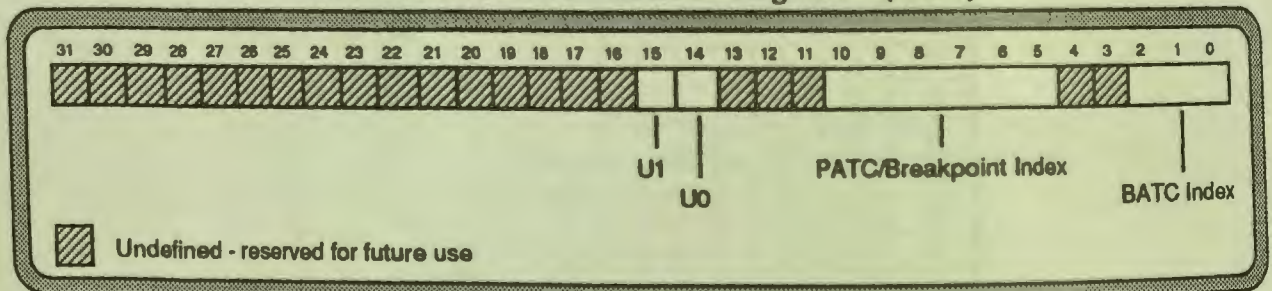 31 30 29 28 27 26 25 24 23 22 21 20 19 18 17 16 15 14 13 12 11 10 9 8 7 6 5 4 3 2 1 0
U1
PATC/Breakpoint Index
U0
BATC Index
Undefined - reserved for future use